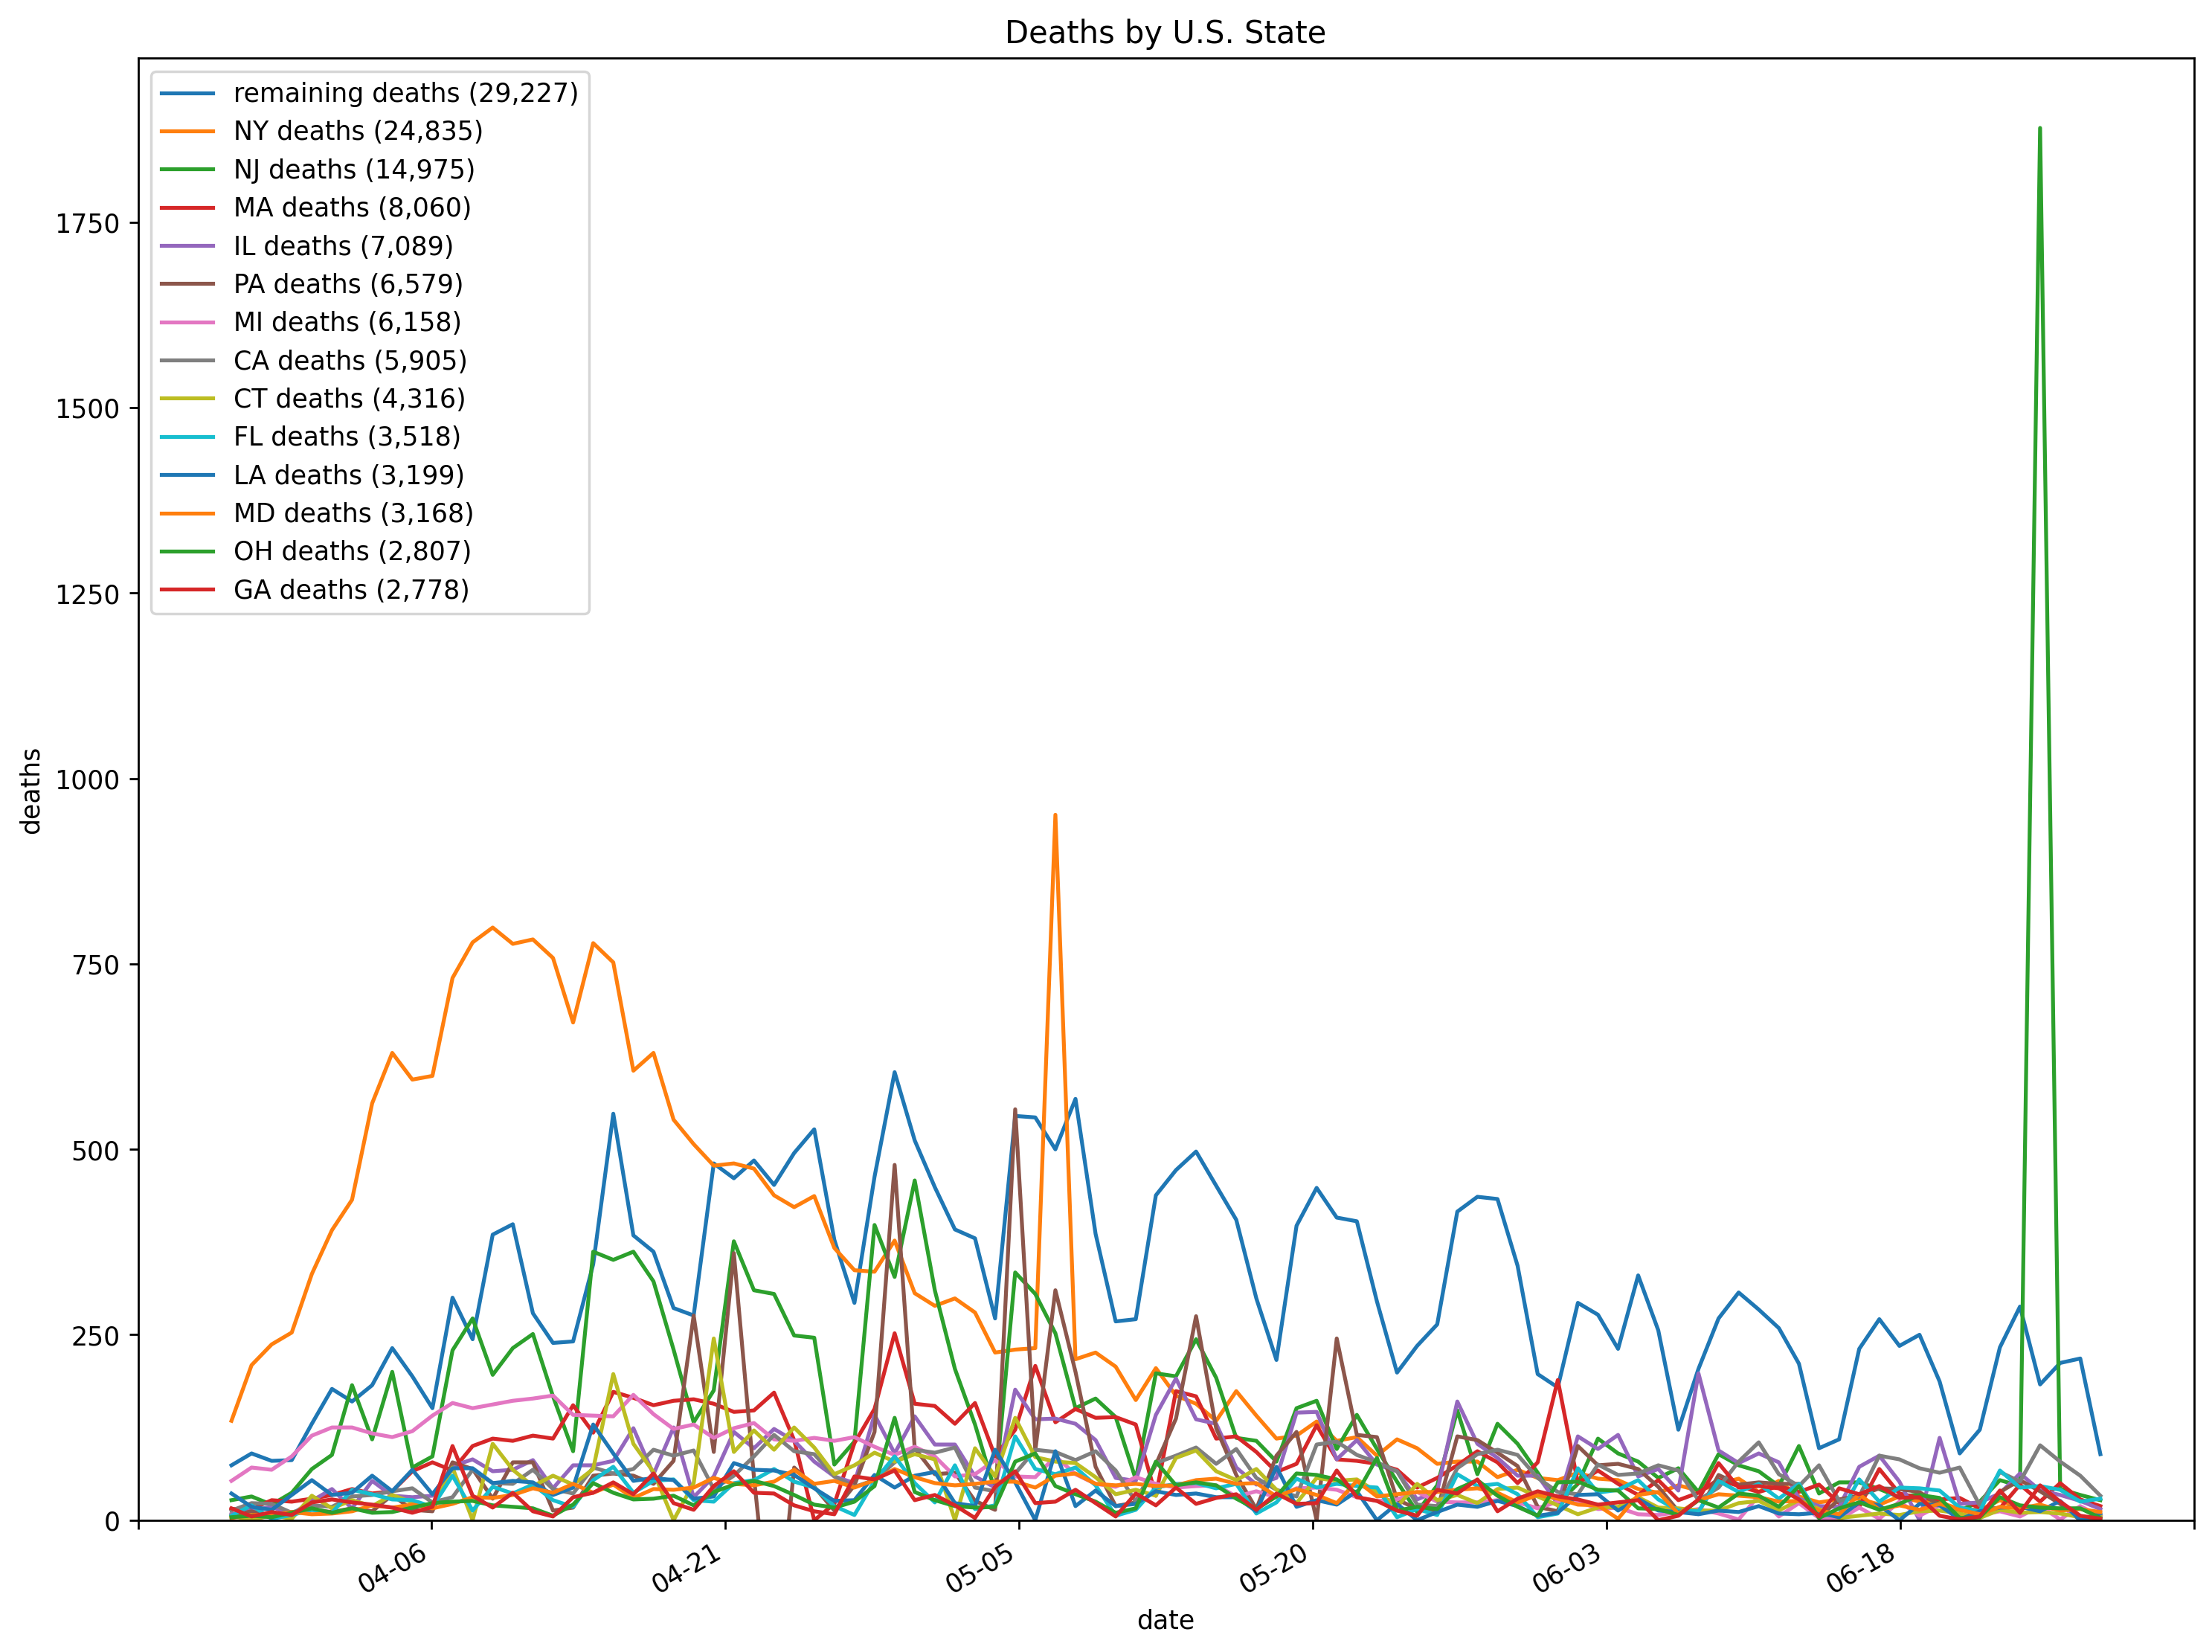 Deaths by U.S. State
remaining deaths (29,227)
NY deaths (24,835)
NJ deaths (14,975)
MA deaths (8,060)
IL deaths (7,089)
PA deaths (6,579)
MI deaths (6,158)
CA deaths (5,905)
CT deaths (4,316)
FL deaths (3,518)
LA deaths (3,199)
MD deaths (3,168)
OH deaths (2,807)
GA deaths (2,778)
1750
1500
1250
1000
750
500
250
0
deaths
04-06
04-21
05-05
05-20
06-03
06-18
date